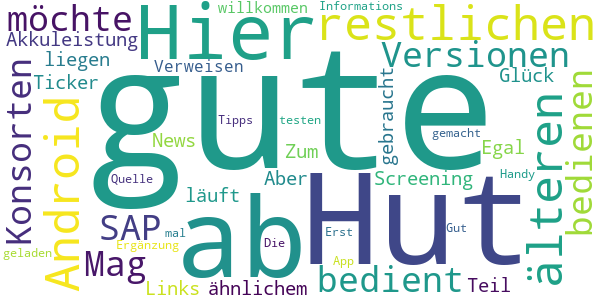 möchte
Hier
willkommen
Informations
restlichen
Akkuleistung
Versionen
liegen
Verweisen
Glück
Ticker
gute
Konsorten
Android
Tipps
testen
gebraucht
gemacht
älteren
bedienen
News
Zum
Egal
Quelle
Aber
Screening
Handy
läuft
SAP
mal
ab
Hut
Die
Erst
Gut
Ergänzung
geladen
Mag
App
bedient
Links
ähnlichem
Teil